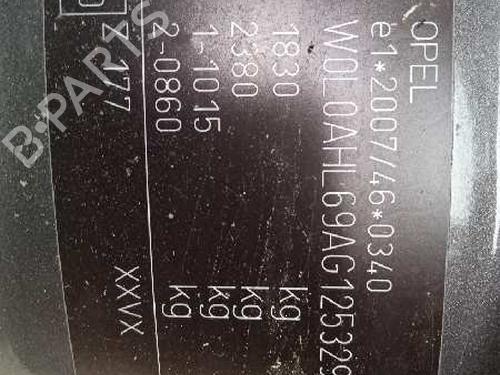 OPEL
e1*2007/46*0340
W0L0AHL69AG125329
1830 kg
2380 kg
1-1015 kg
2-0860 kg
Z177 XXVX
B-PARTS